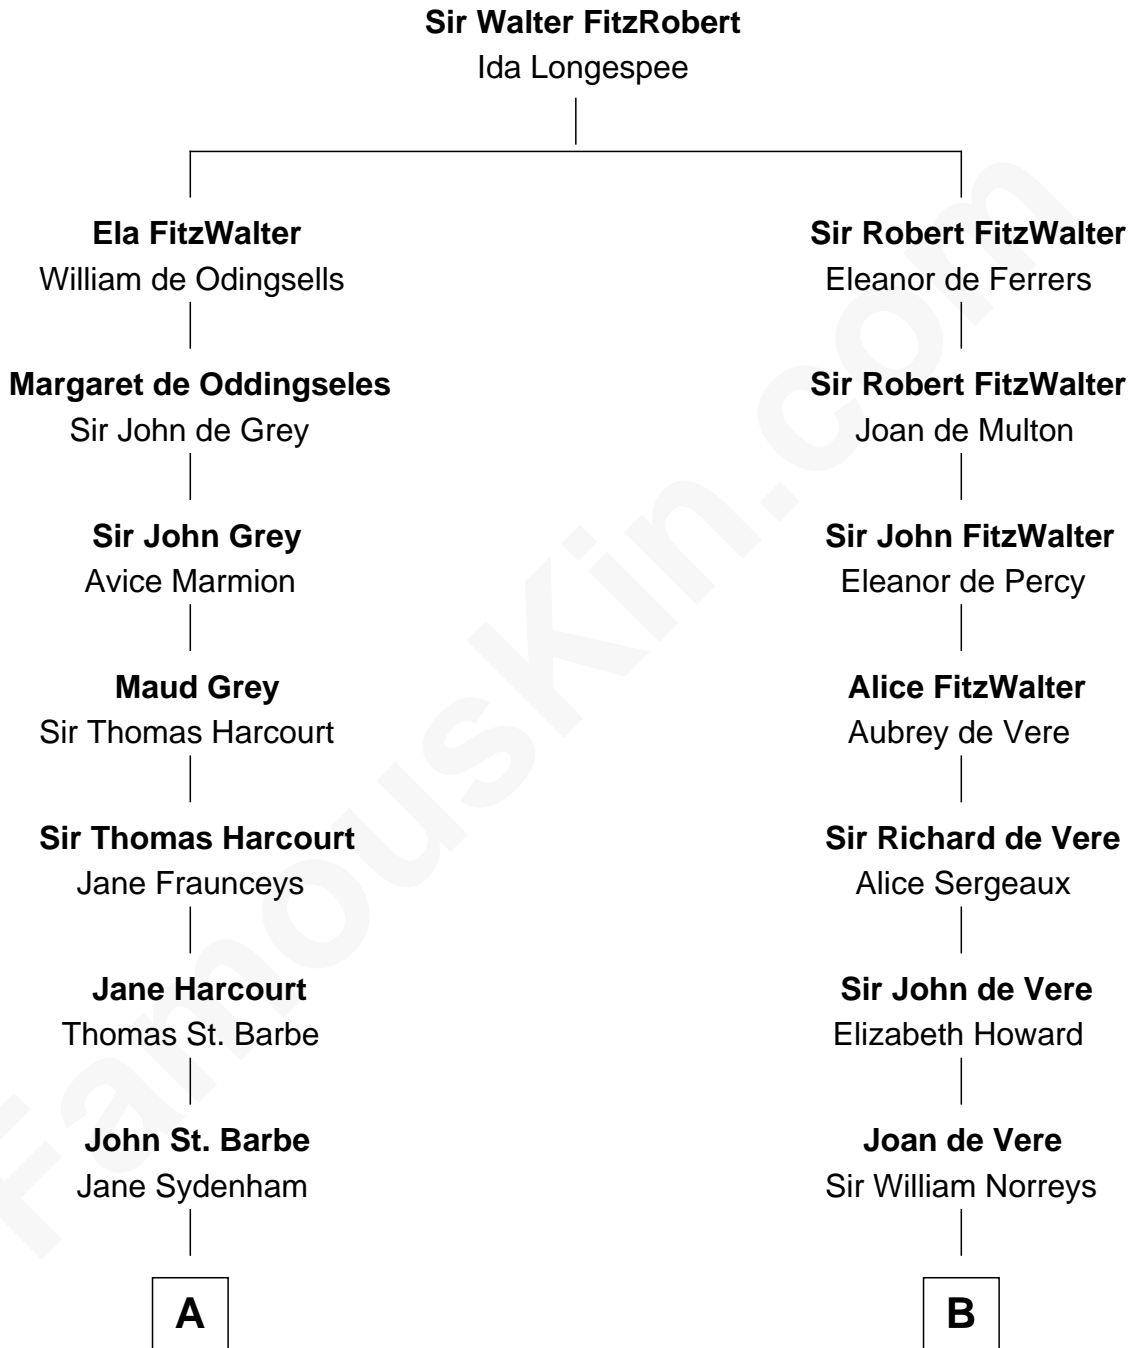 Sir Walter FitzRobert
Ida Longespee
Ela FitzWalter
William de Odingsells
Margaret de Oddingseles
Sir John de Grey
Sir John Grey
Avice Marmion
Maud Grey
Sir Thomas Harcourt
Sir Thomas Harcourt
Jane Fraunceys
Jane Harcourt
Thomas St. Barbe
John St. Barbe
Jane Sydenham
A
Sir Robert FitzWalter
Eleanor de Ferrers
Sir Robert FitzWalter
Joan de Multon
Sir John FitzWalter
Eleanor de Percy
Alice FitzWalter
Aubrey de Vere
Sir Richard de Vere
Alice Sergeaux
Sir John de Vere
Elizabeth Howard
Joan de Vere
Sir William Norreys
B
FamousKin.com